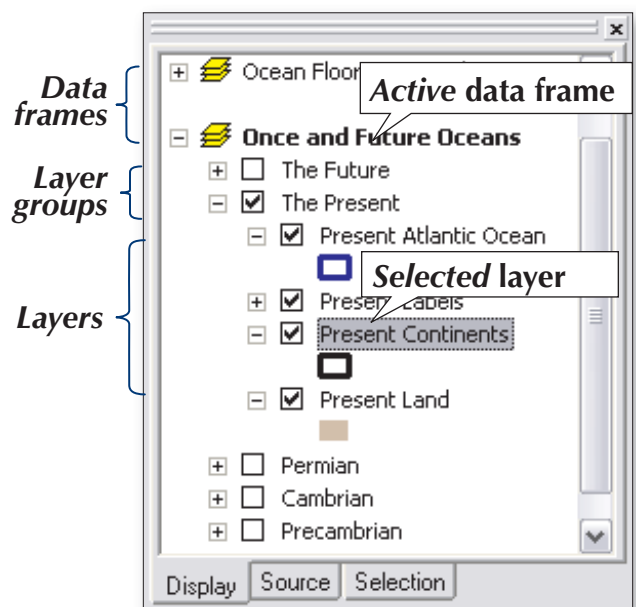 Data
frames
Ocean Floor
Active data frame
Once and Future Oceans
Layer
groups
The Future
The Present
Layers
Present Atlantic Ocean
Selected layer
Present Labels
Present Continents
Present Land
Permian
Cambrian
Precambrian
Display Source Selection